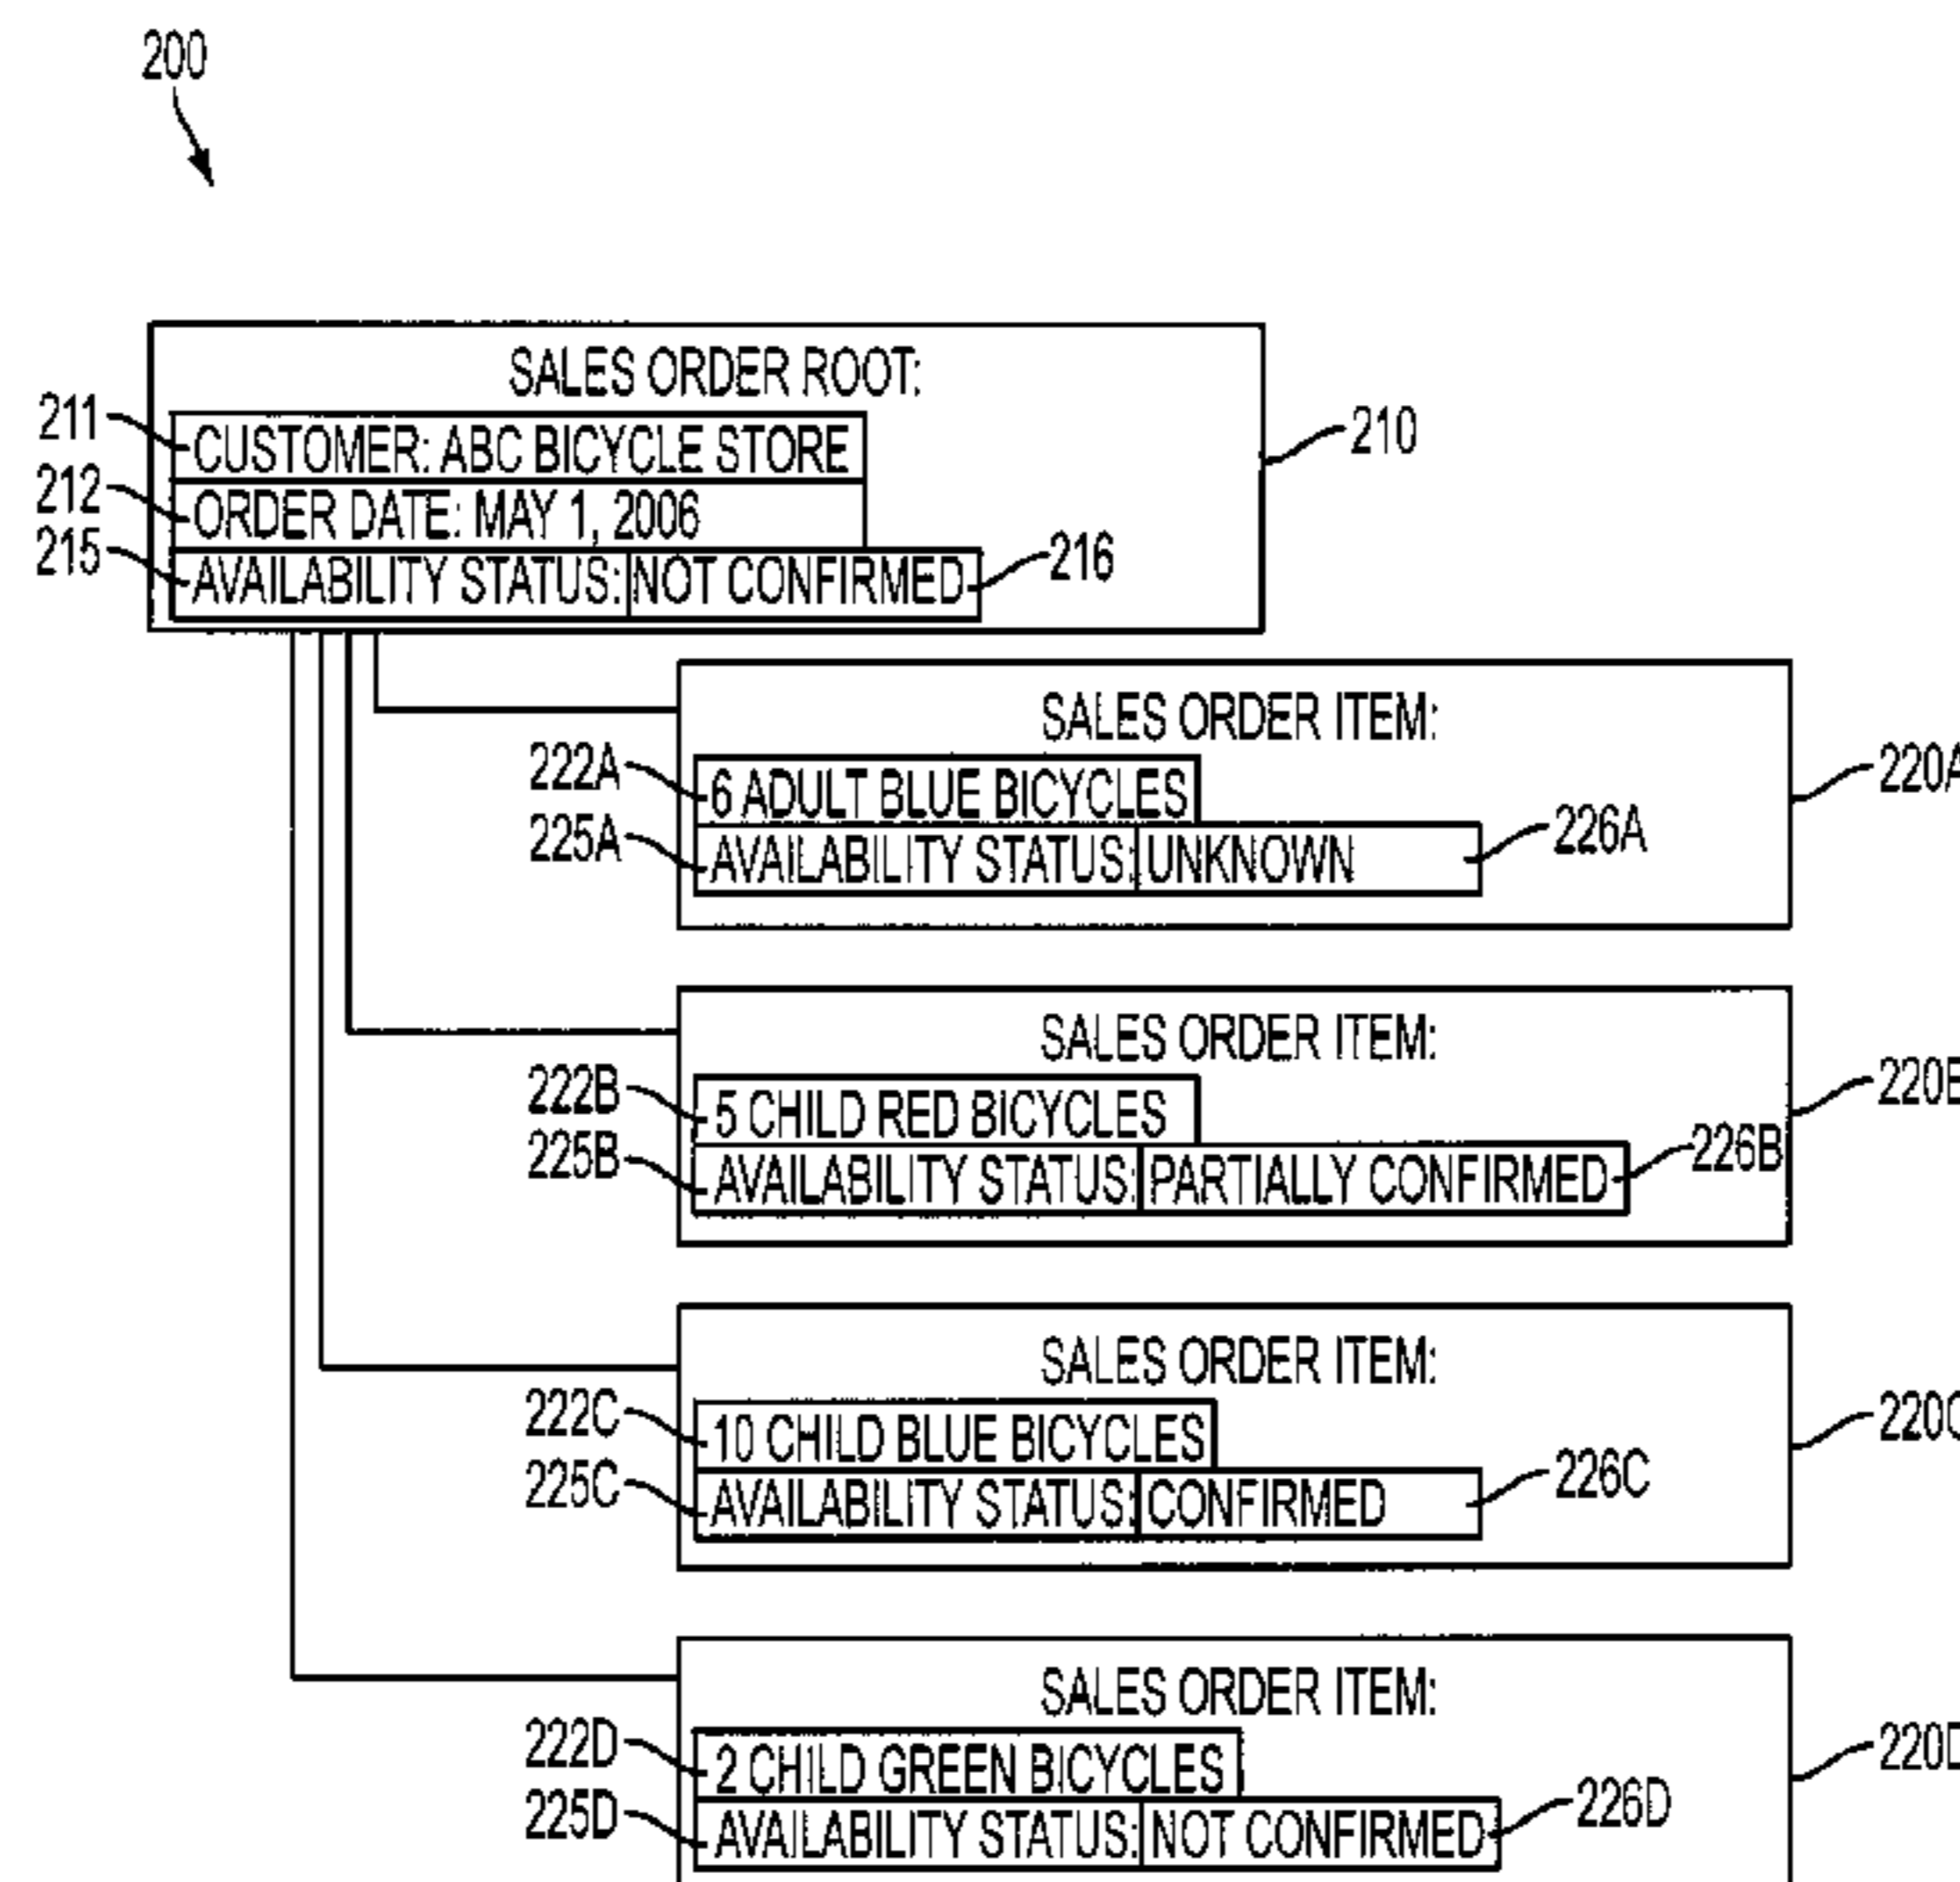 200
SALES ORDER ROOT:
211
CUSTOMER: ABC BICYCLE STORE
210
212
ORDER DATE: MAY 1, 2006
215
AVAILABILITY STATUS: NOT CONFIRMED
216
SALES ORDER ITEM:
222A
6 ADULT BLUE BICYCLES
220A
225A
AVAILABILITY STATUS: UNKNOWN
226A
SALES ORDER ITEM:
222B
5 CHILD RED BICYCLES
220B
225B
AVAILABILITY STATUS: PARTIALLY CONFIRMED
226B
SALES ORDER ITEM:
222C
10 CHILD BLUE BICYCLES
220C
225C
AVAILABILITY STATUS: CONFIRMED
226C
SALES ORDER ITEM:
222D
2 CHILD GREEN BICYCLES
220D
225D
AVAILABILITY STATUS: NOT CONFIRMED
226D